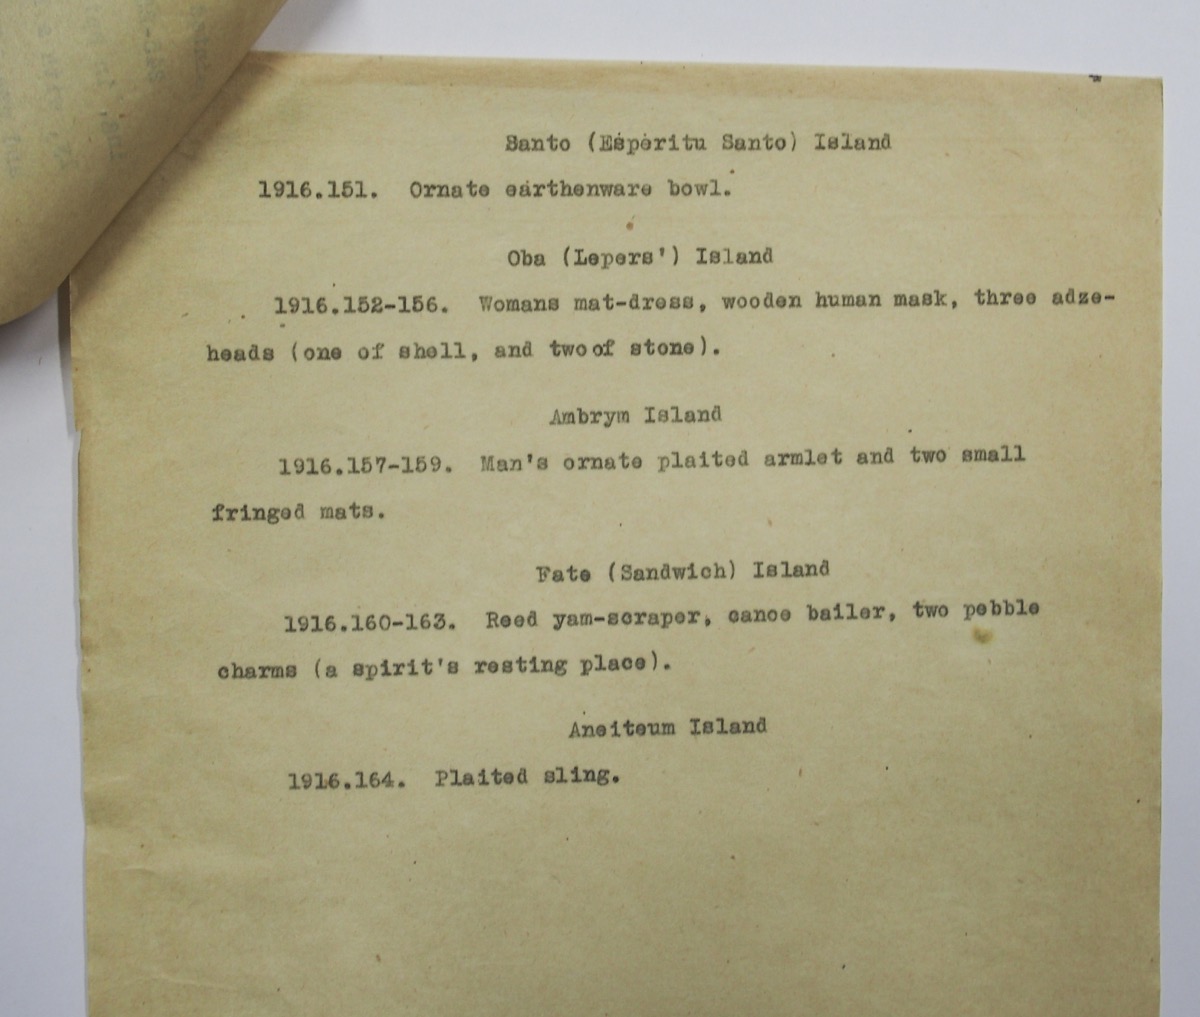 Santo (Esperitu Santo) Island
1916.151. Ornate earthenware bowl.
Oba (Lepers') Island
1916.152-156. Womans mat-dress, wooden human mask, three adze-
heads (one of shell, and two of stone).
Ambrym Island
1916.157-159. Man's ornate plaited armlet and two small
fringed mats.
Fate (Sandwich) Island
1916.160-163. Reed yam-scraper, canoe bailer, two pebble
charms (a spirit's resting place).
Aneiteum Island
1916.164. Plaited sling.